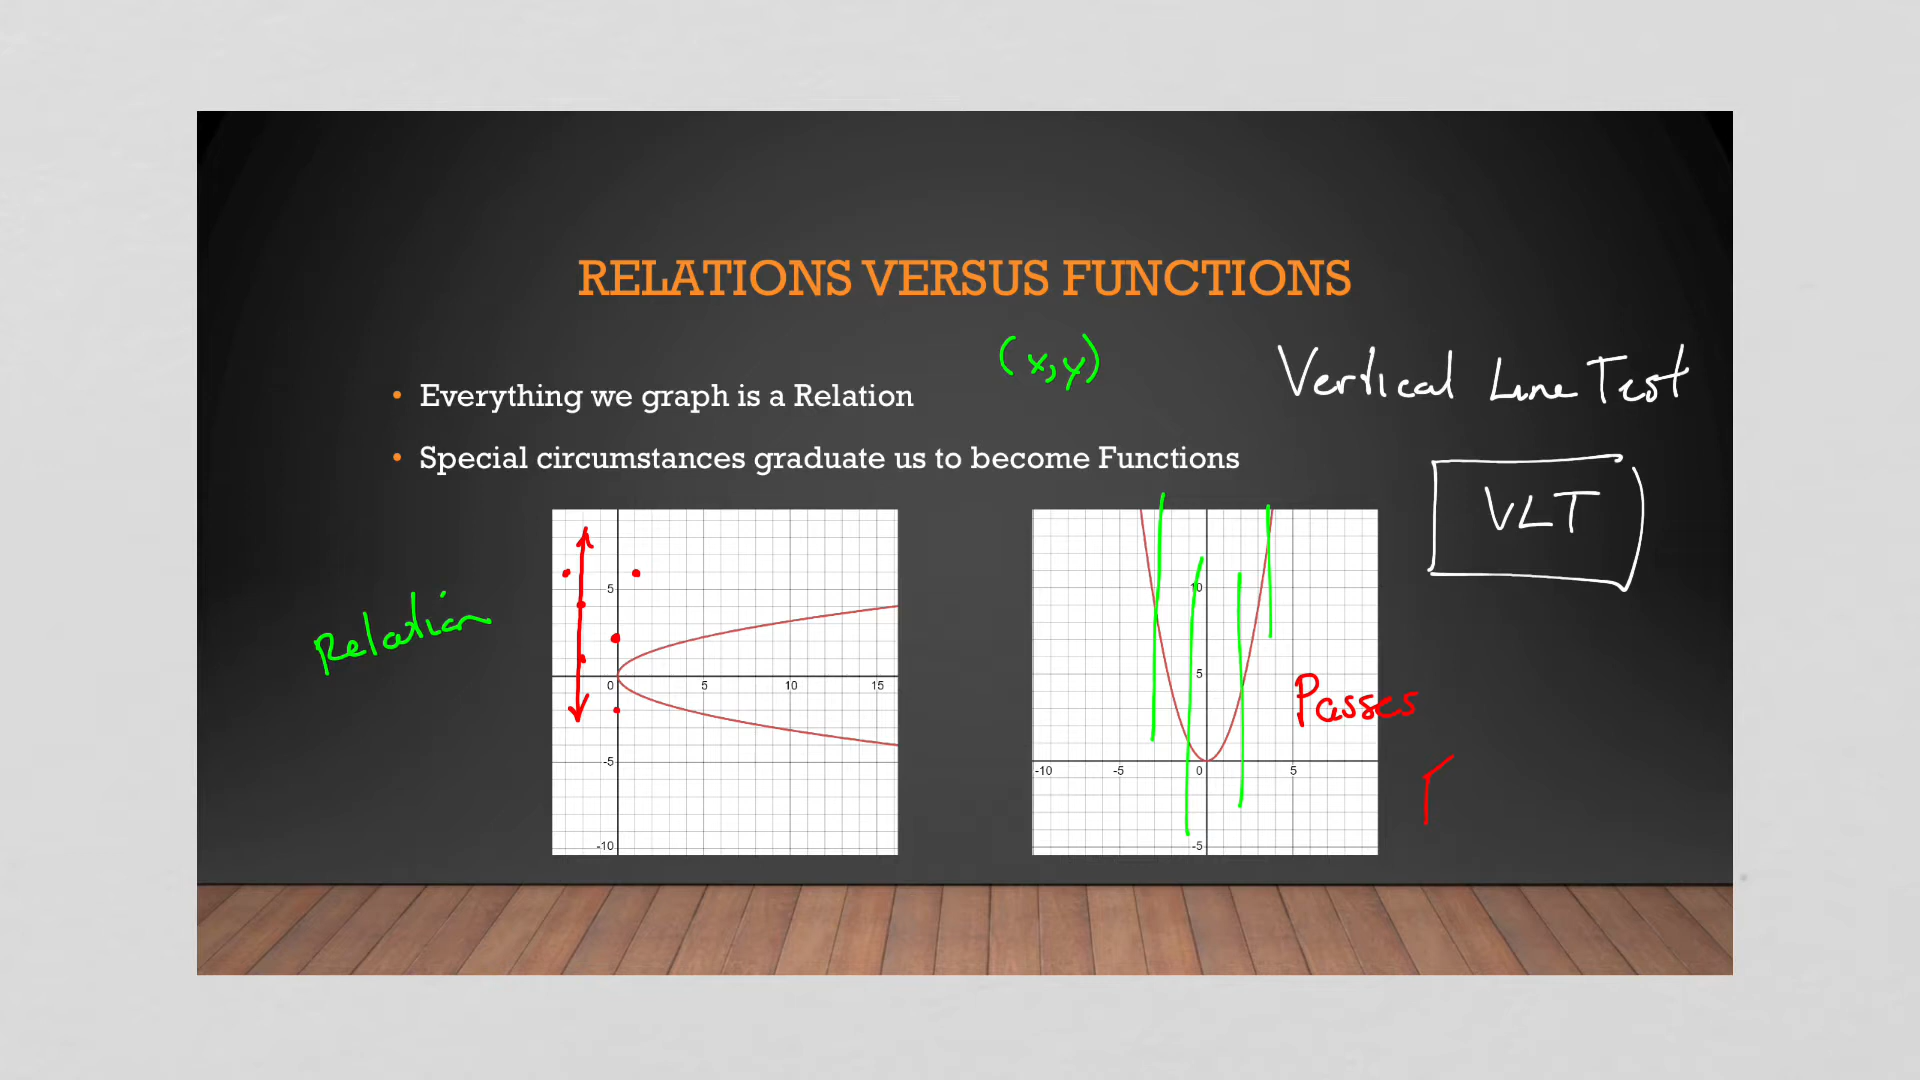 RELATIONS VERSUS FUNCTIONS
(x,y)
Vertical Line Test
• Everything we graph is a Relation
• Special circumstances graduate us to become Functions
VLT
Relation
5
0 5 10 15
-5
-10
10
5
Passes
-10 -5 0 5
-5